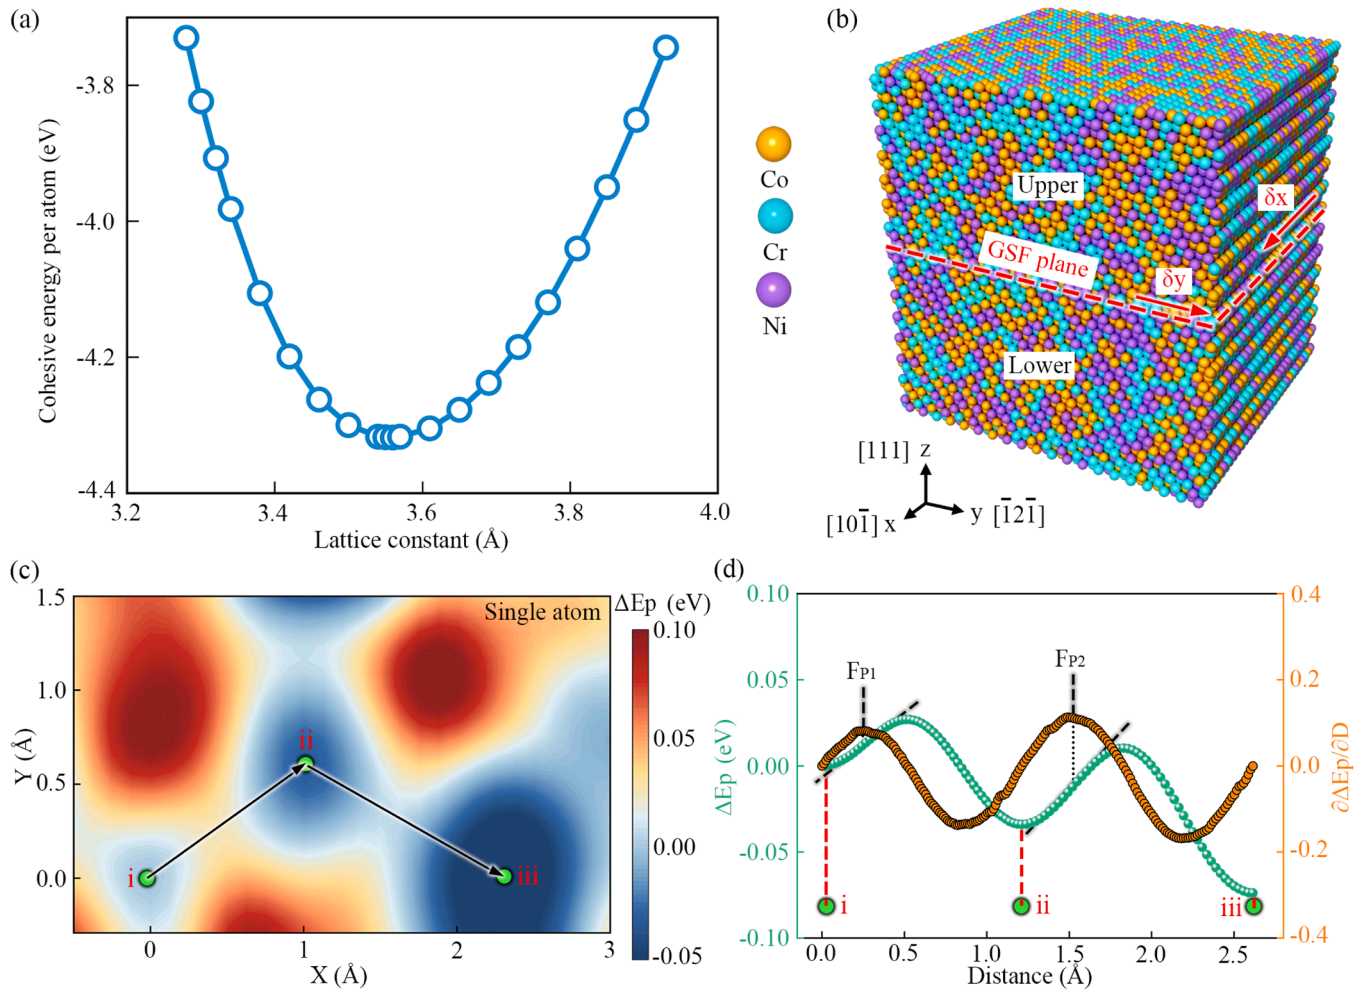 (a)
Cohesive energy per atom (eV)
-3.8
-4.0
-4.2
-4.4
3.2
3.4
3.6
3.8
4.0
Lattice constant (Å)
(b)
Co
Cr
Ni
Upper
GSF plane
δx
δy
Lower
[111] z
[101̅] x
y [1̅21̅]
(c)
Y (Å)
1.5
1.0
0.5
0.0
Single atom
i
ii
iii
0
1
2
3
X (Å)
ΔEp (eV)
0.10
0.05
0.00
-0.05
(d)
ΔEp (eV)
0.10
0.05
0.00
-0.05
-0.10
FP1
FP2
i
ii
iii
0.0
0.5
1.0
1.5
2.0
2.5
Distance (Å)
0.4
0.2
0.0
-0.2
-0.4
∂ΔEp/∂D